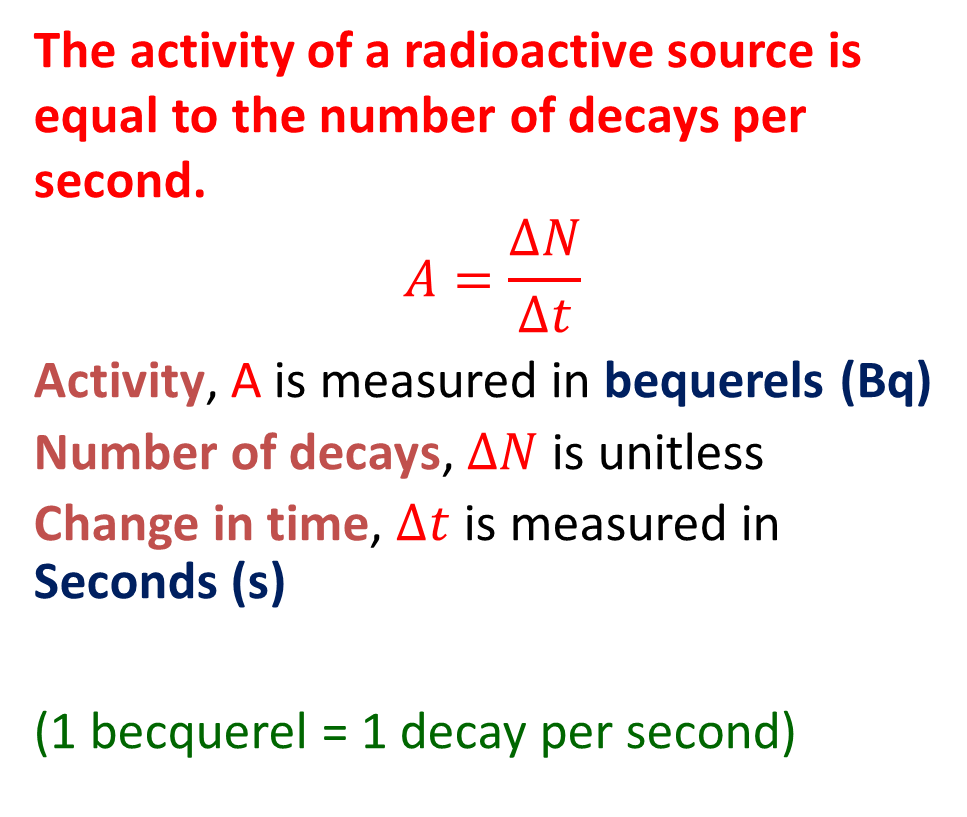 The activity of a radioactive source is
equal to the number of decays per
second.
A = ΔN/Δt
Activity, A is measured in bequerels (Bq)
Number of decays, ΔN is unitless
Change in time, Δt is measured in
Seconds (s)
(1 becquerel = 1 decay per second)